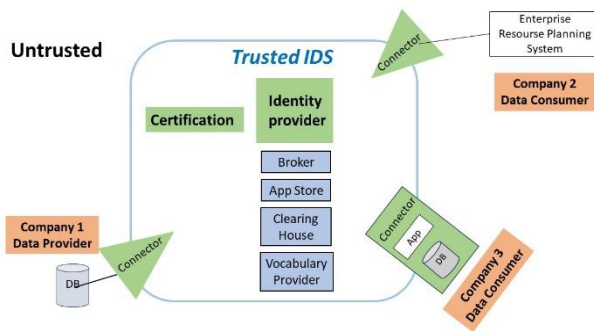 Untrusted
Trusted IDS
Connector
Enterprise
Resourse Planning
System
Company 2
Data Consumer
Certification
Identity
provider
Broker
App Store
Clearing
House
Vocabulary
Provider
Company 1
Data Provider
Connector
DB
Connector
App
DB
Company 3
Data Consumer